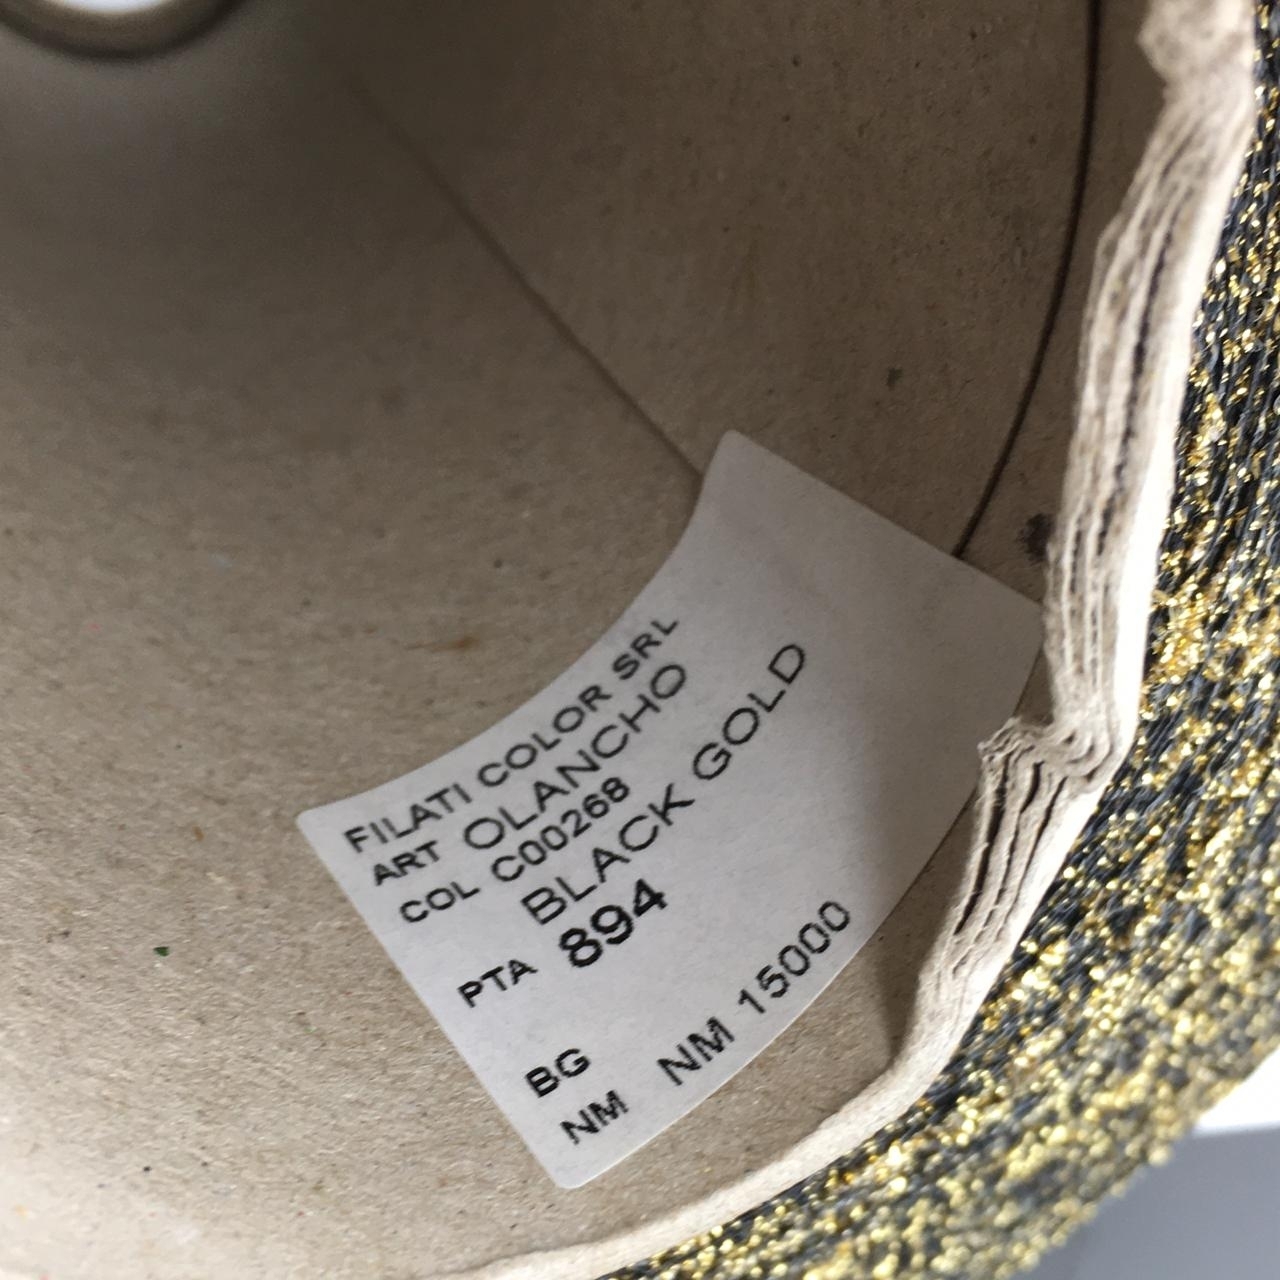 FILATI COLOR SRL
ART OLANCHO
COL C00268
BLACK GOLD
PTA 894
BG
NM NM 15000